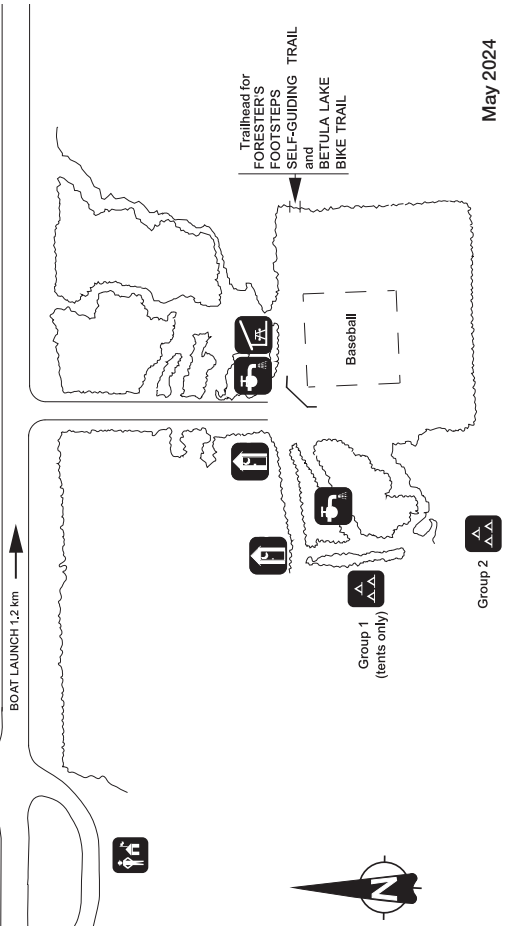 BOAT LAUNCH 1.2 km
Trailhead for
FORESTER'S
FOOTSTEPS
SELF-GUIDING TRAIL
and
BETULA LAKE
BIKE TRAIL
Baseball
Group 1
(tents only)
Group 2
N
May 2024